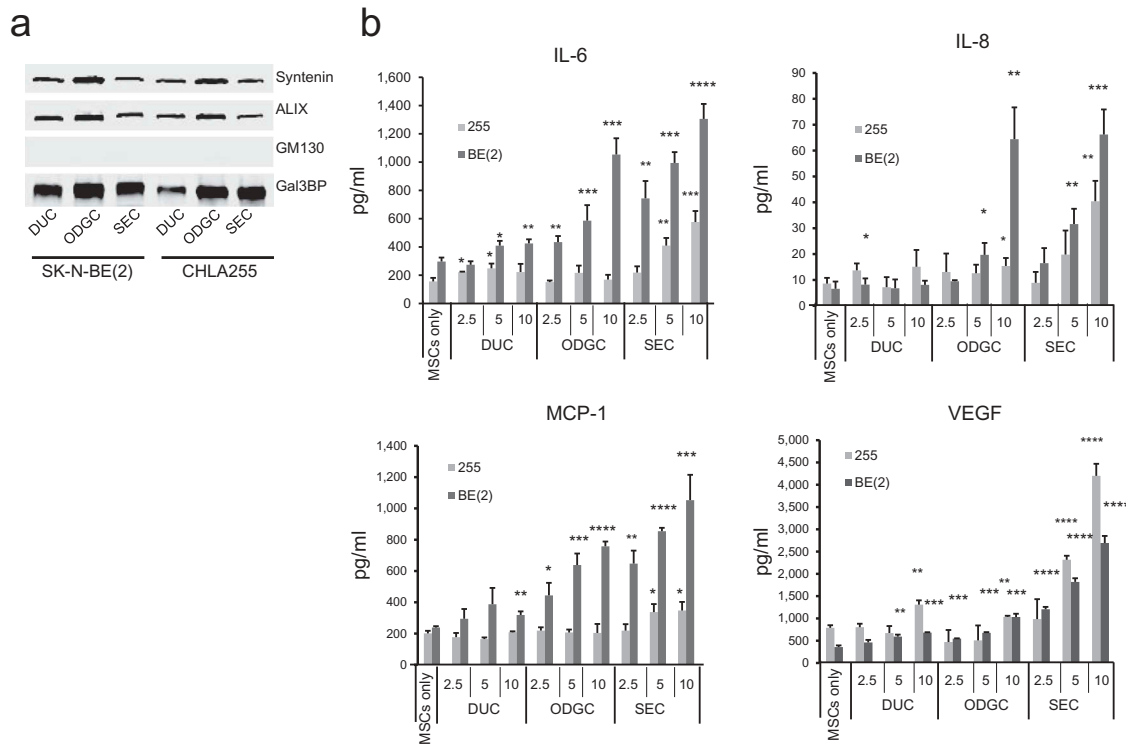 a
Syntenin
ALIX
GM130
Gal3BP
DUC ODGC SEC DUC ODGC SEC
SK-N-BE(2) CHLA255
b
IL-6
1,600
1,400
1,200
1,000
800
600
400
200
0
pg/ml
255
BE(2)
* * * ** ** *** *** ** ** *** *** ****
MSCs only
2.5 5 10 2.5 5 10 2.5 5 10
DUC ODGC SEC
IL-8
90
80
70
60
50
40
30
20
10
0
pg/ml
255
BE(2)
* * * ** ** ** ***
MSCs only
2.5 5 10 2.5 5 10 2.5 5 10
DUC ODGC SEC
MCP-1
1,400
1,200
1,000
800
600
400
200
0
pg/ml
255
BE(2)
** * *** **** ** * **** * ***
MSCs only
2.5 5 10 2.5 5 10 2.5 5 10
DUC ODGC SEC
VEGF
5,000
4,500
4,000
3,500
3,000
2,500
2,000
1,500
1,000
500
0
pg/ml
255
BE(2)
** ** *** *** *** ** *** **** **** **** **** ****
MSCs only
2.5 5 10 2.5 5 10 2.5 5 10
DUC ODGC SEC